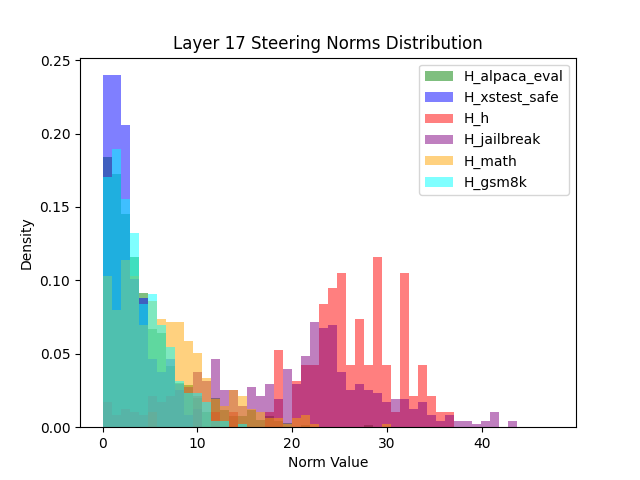 Layer 17 Steering Norms Distribution
0.25
0.20
0.15
0.10
0.05
0.00
Density
0
10
20
30
40
Norm Value
H_alpaca_eval
H_xstest_safe
H_h
H_jailbreak
H_math
H_gsm8k